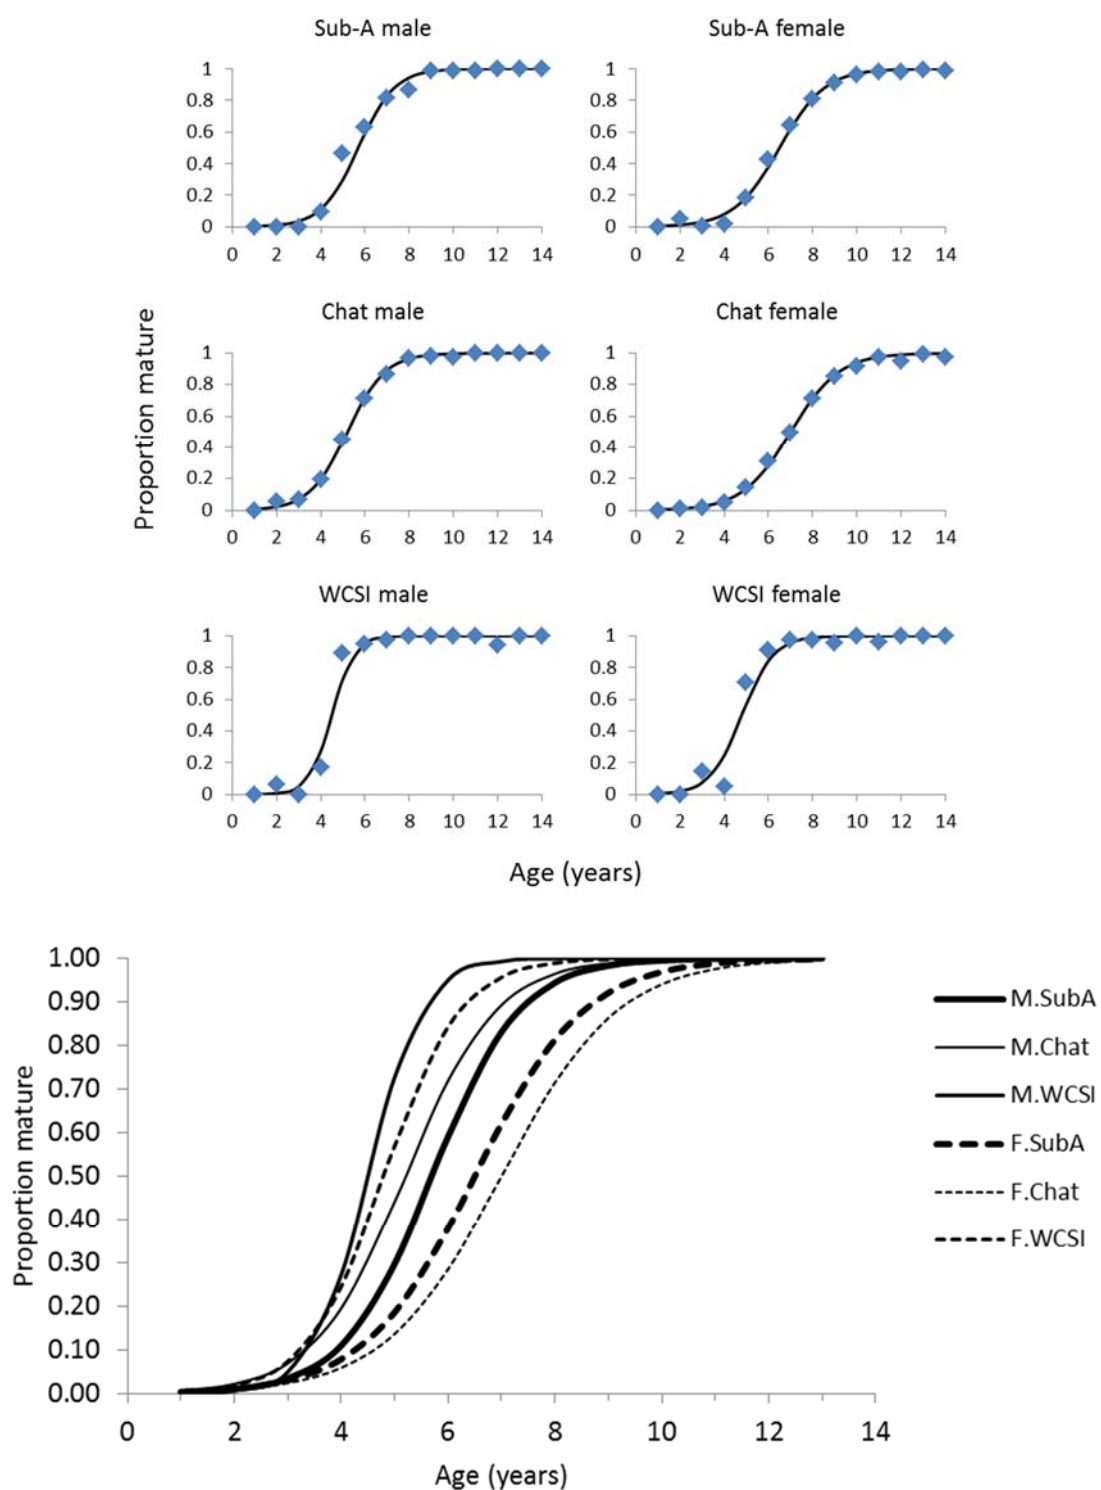 Sub-A male
Sub-A female
1
0.8
0.6
0.4
0.2
0
0 2 4 6 8 10 12 14
1
0.8
0.6
0.4
0.2
0
0 2 4 6 8 10 12 14
Chat male
Chat female
Proportion mature
1
0.8
0.6
0.4
0.2
0
0 2 4 6 8 10 12 14
1
0.8
0.6
0.4
0.2
0
0 2 4 6 8 10 12 14
WCSI male
WCSI female
1
0.8
0.6
0.4
0.2
0
0 2 4 6 8 10 12 14
1
0.8
0.6
0.4
0.2
0
0 2 4 6 8 10 12 14
Age (years)
Proportion mature
1.00
0.90
0.80
0.70
0.60
0.50
0.40
0.30
0.20
0.10
0.00
0 2 4 6 8 10 12 14
Age (years)
M.SubA
M.Chat
M.WCSI
F.SubA
F.Chat
F.WCSI